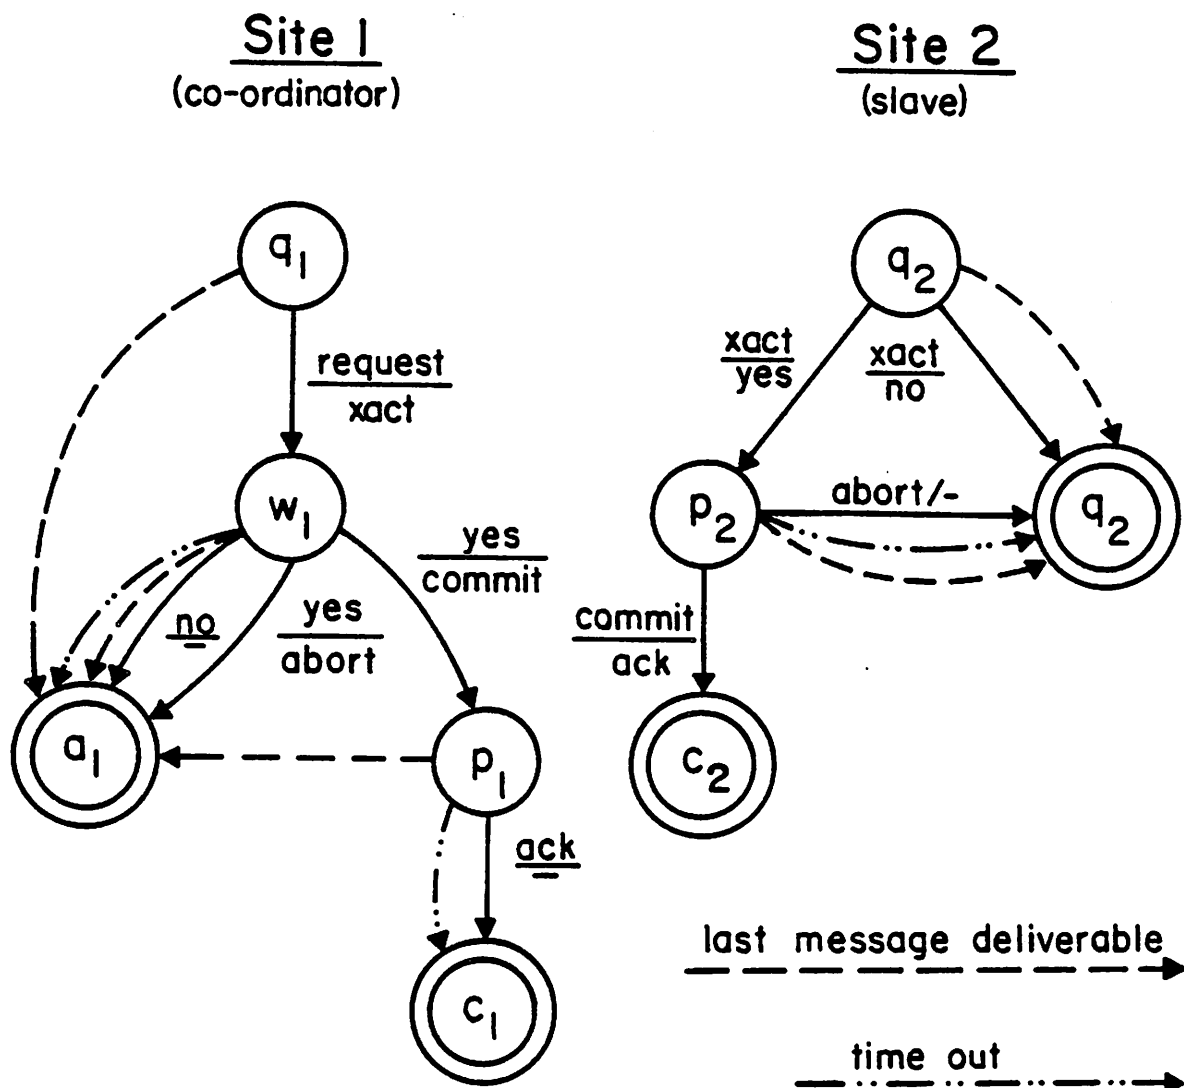 Site 1
(co-ordinator)
q1
request
xact
w1
no
-
yes
abort
yes
commit
a1
p1
ack
-
c1
Site 2
(slave)
q2
xact
yes
xact
no
p2
abort/-
q2
commit
ack
c2
last message deliverable
time out